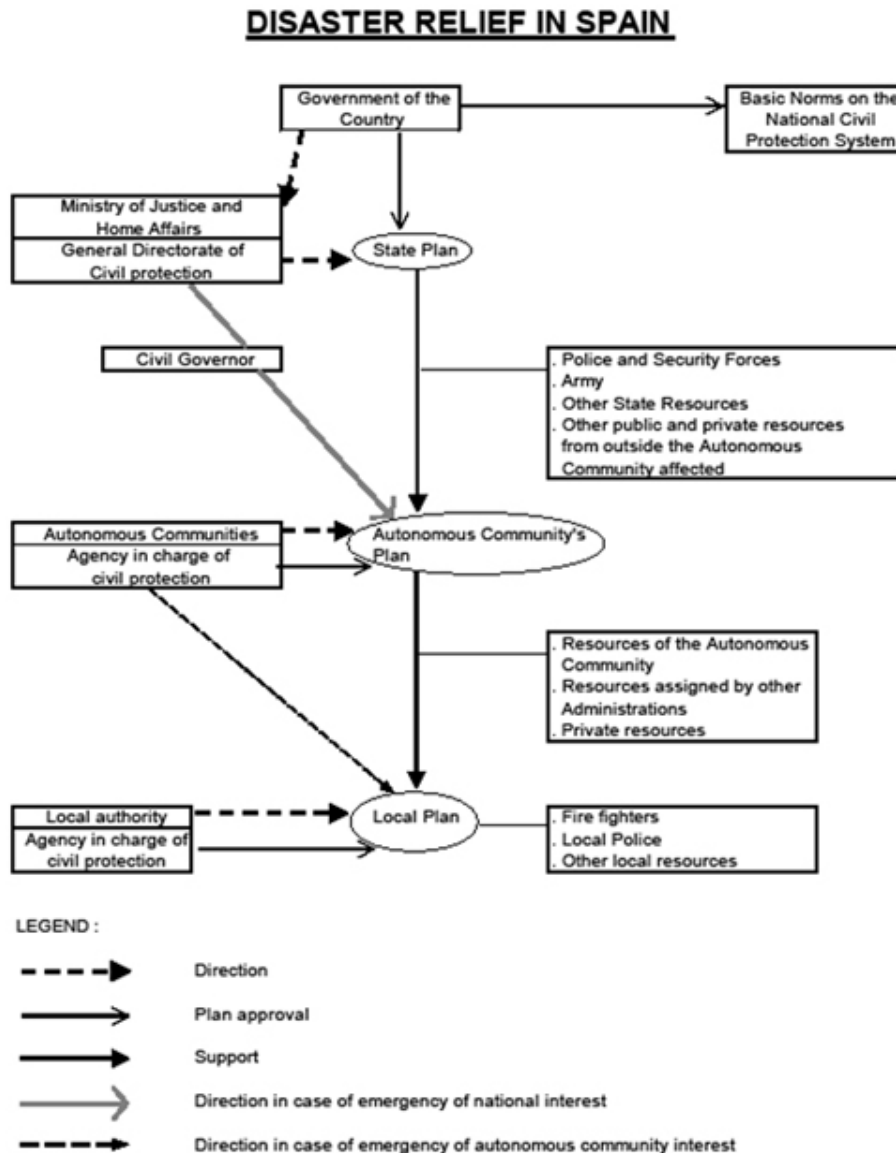 DISASTER RELIEF IN SPAIN
Government of the
Country
Basic Norms on the
National Civil
Protection System
Ministry of Justice and
Home Affairs
General Directorate of
Civil protection
State Plan
Civil Governor
. Police and Security Forces
. Army
. Other State Resources
. Other public and private resources
from outside the Autonomous
Community affected
Autonomous Communities
Agency in charge of
civil protection
Autonomous Community's
Plan
. Resources of the Autonomous
Community
. Resources assigned by other
Administrations
. Private resources
Local authority
Agency in charge of
civil protection
Local Plan
. Fire fighters
. Local Police
. Other local resources
LEGEND :
Direction
Plan approval
Support
Direction in case of emergency of national interest
Direction in case of emergency of autonomous community interest